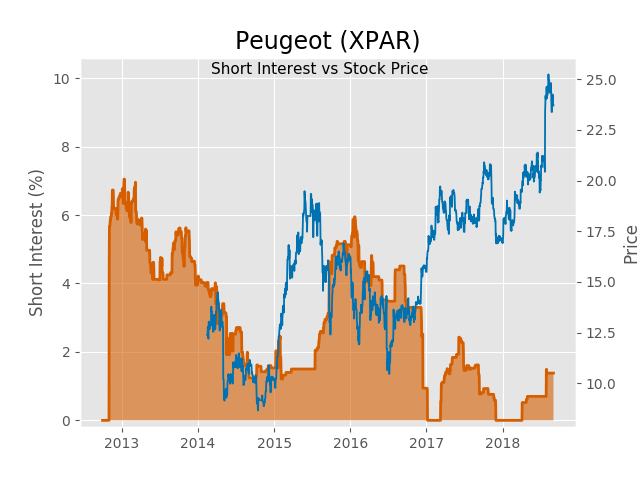 Peugeot (XPAR)
Short Interest vs Stock Price
Short Interest (%)
10
8
6
4
2
0
25.0
22.5
20.0
17.5
15.0
12.5
10.0
Price
2013 2014 2015 2016 2017 2018